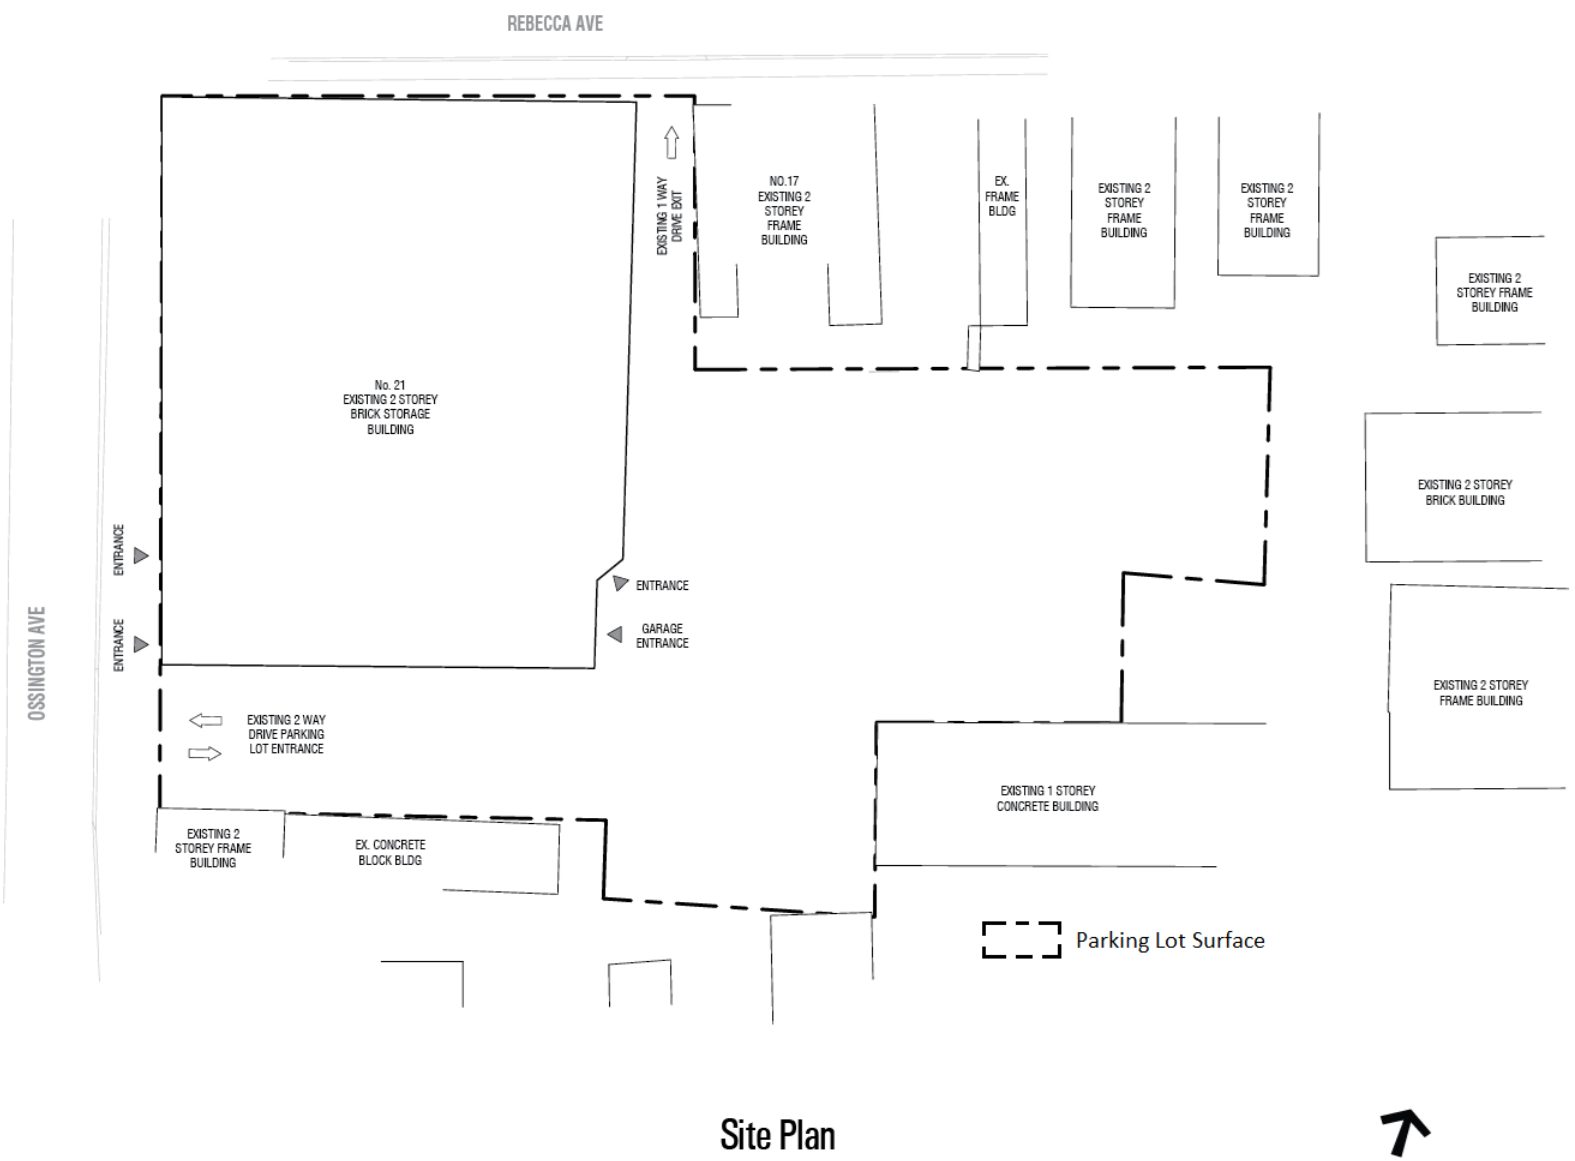 REBECCA AVE
EXISTING 1 WAY
DRIVE EXIT
NO.17
EXISTING 2
STOREY
FRAME
BUILDING
EX.
FRAME
BLDG
EXISTING 2
STOREY
FRAME
BUILDING
EXISTING 2
STOREY
FRAME
BUILDING
EXISTING 2
STOREY FRAME
BUILDING
No. 21
EXISTING 2 STOREY
BRICK STORAGE
BUILDING
EXISTING 2 STOREY
BRICK BUILDING
ENTRANCE
ENTRANCE
ENTRANCE
GARAGE
ENTRANCE
OSSINGTON AVE
EXISTING 2 STOREY
FRAME BUILDING
EXISTING 2 WAY
DRIVE PARKING
LOT ENTRANCE
EXISTING 1 STOREY
CONCRETE BUILDING
EXISTING 2
STOREY FRAME
BUILDING
EX. CONCRETE
BLOCK BLDG
Parking Lot Surface
Site Plan